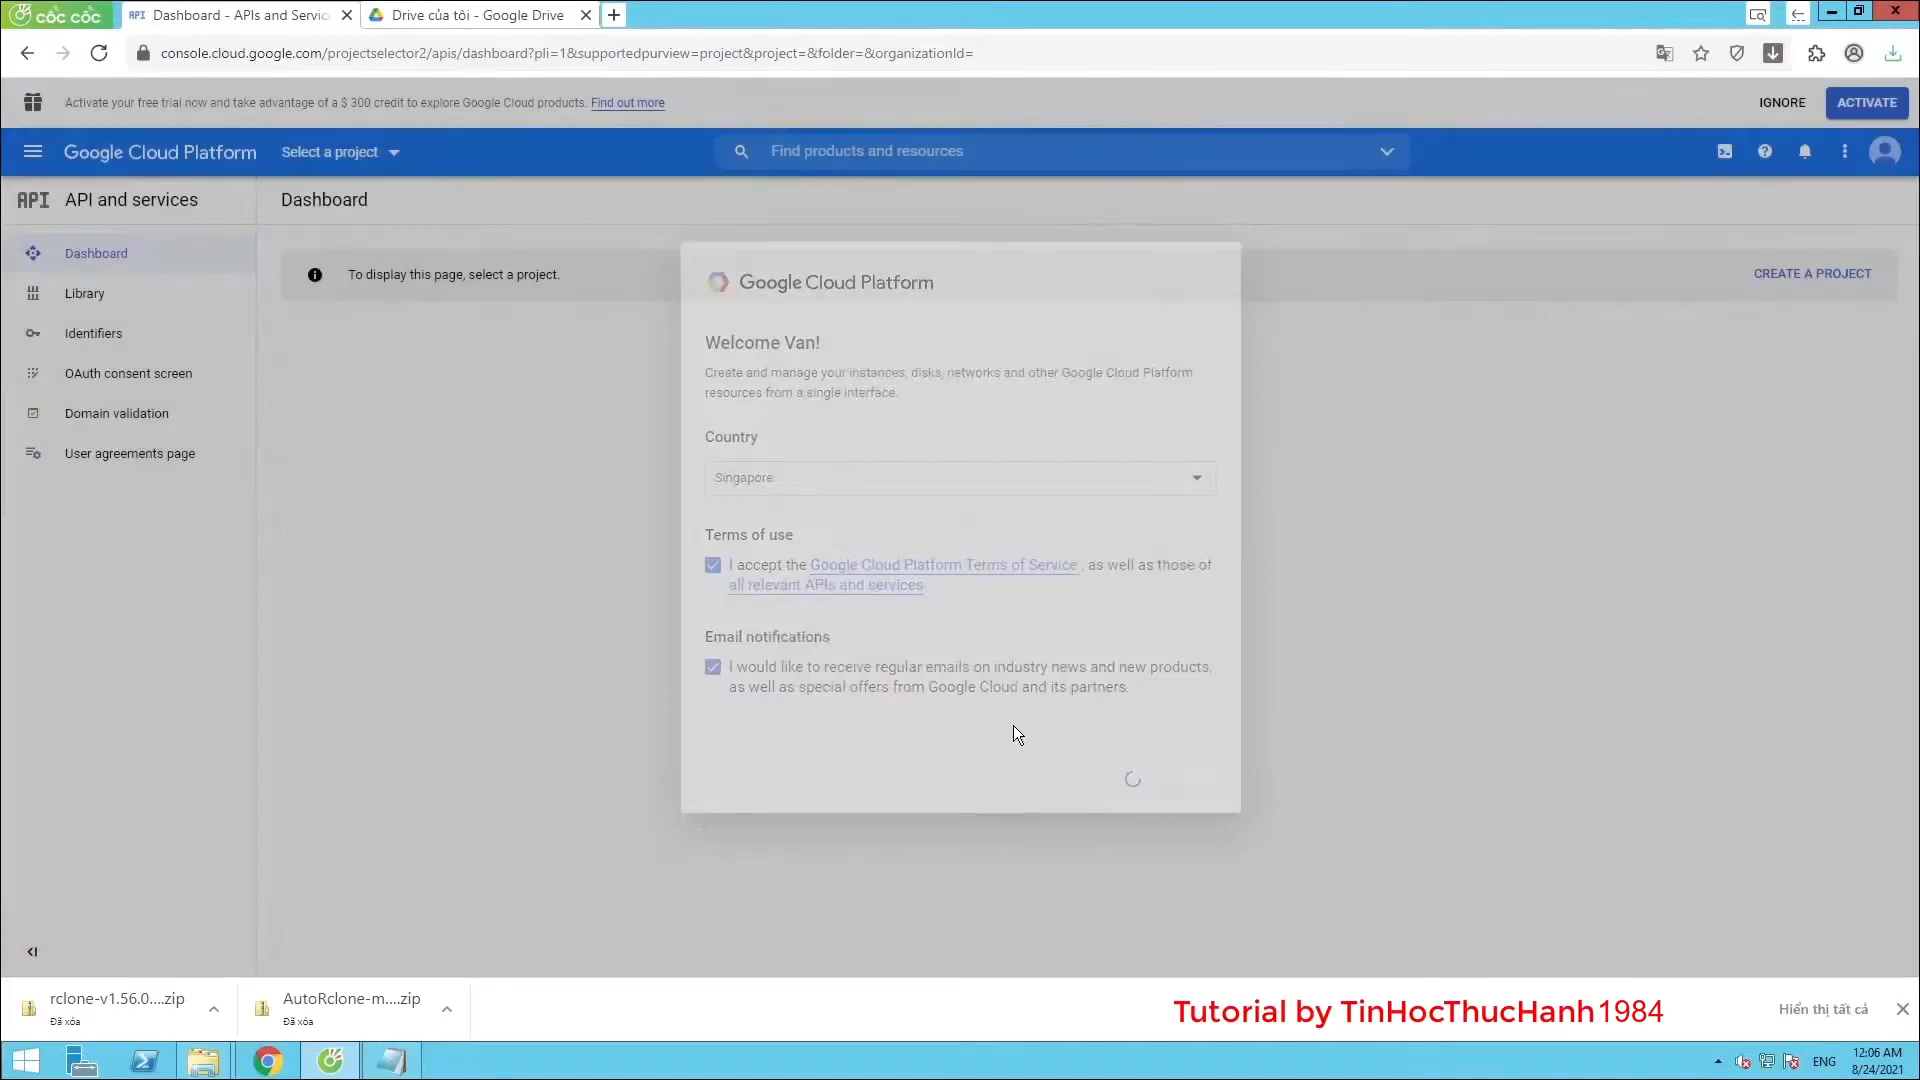 cốc cốc
API Dashboard - APIs and Servic
Drive của tôi - Google Drive
console.cloud.google.com/projectselector2/apis/dashboard?pli=1&supportedpurview=project&project=&folder=&organizationId=
Activate your free trial now and take advantage of a $ 300 credit to explore Google Cloud products. Find out more
IGNORE
ACTIVATE
Google Cloud Platform
Select a project
Find products and resources
API API and services
Dashboard
Dashboard
Library
Identifiers
OAuth consent screen
Domain validation
User agreements page
To display this page, select a project.
CREATE A PROJECT
Google Cloud Platform
Welcome Van!
Create and manage your instances, disks, networks and other Google Cloud Platform
resources from a single interface.
Country
Singapore
Terms of use
I accept the Google Cloud Platform Terms of Service , as well as those of
all relevant APIs and services
Email notifications
I would like to receive regular emails on industry news and new products,
as well as special offers from Google Cloud and its partners.
rclone-v1.56.0....zip
Đã xóa
AutoRclone-m....zip
Đã xóa
Tutorial by TinHocThucHanh1984
Hiển thị tất cả
ENG
12:06 AM
8/24/2021